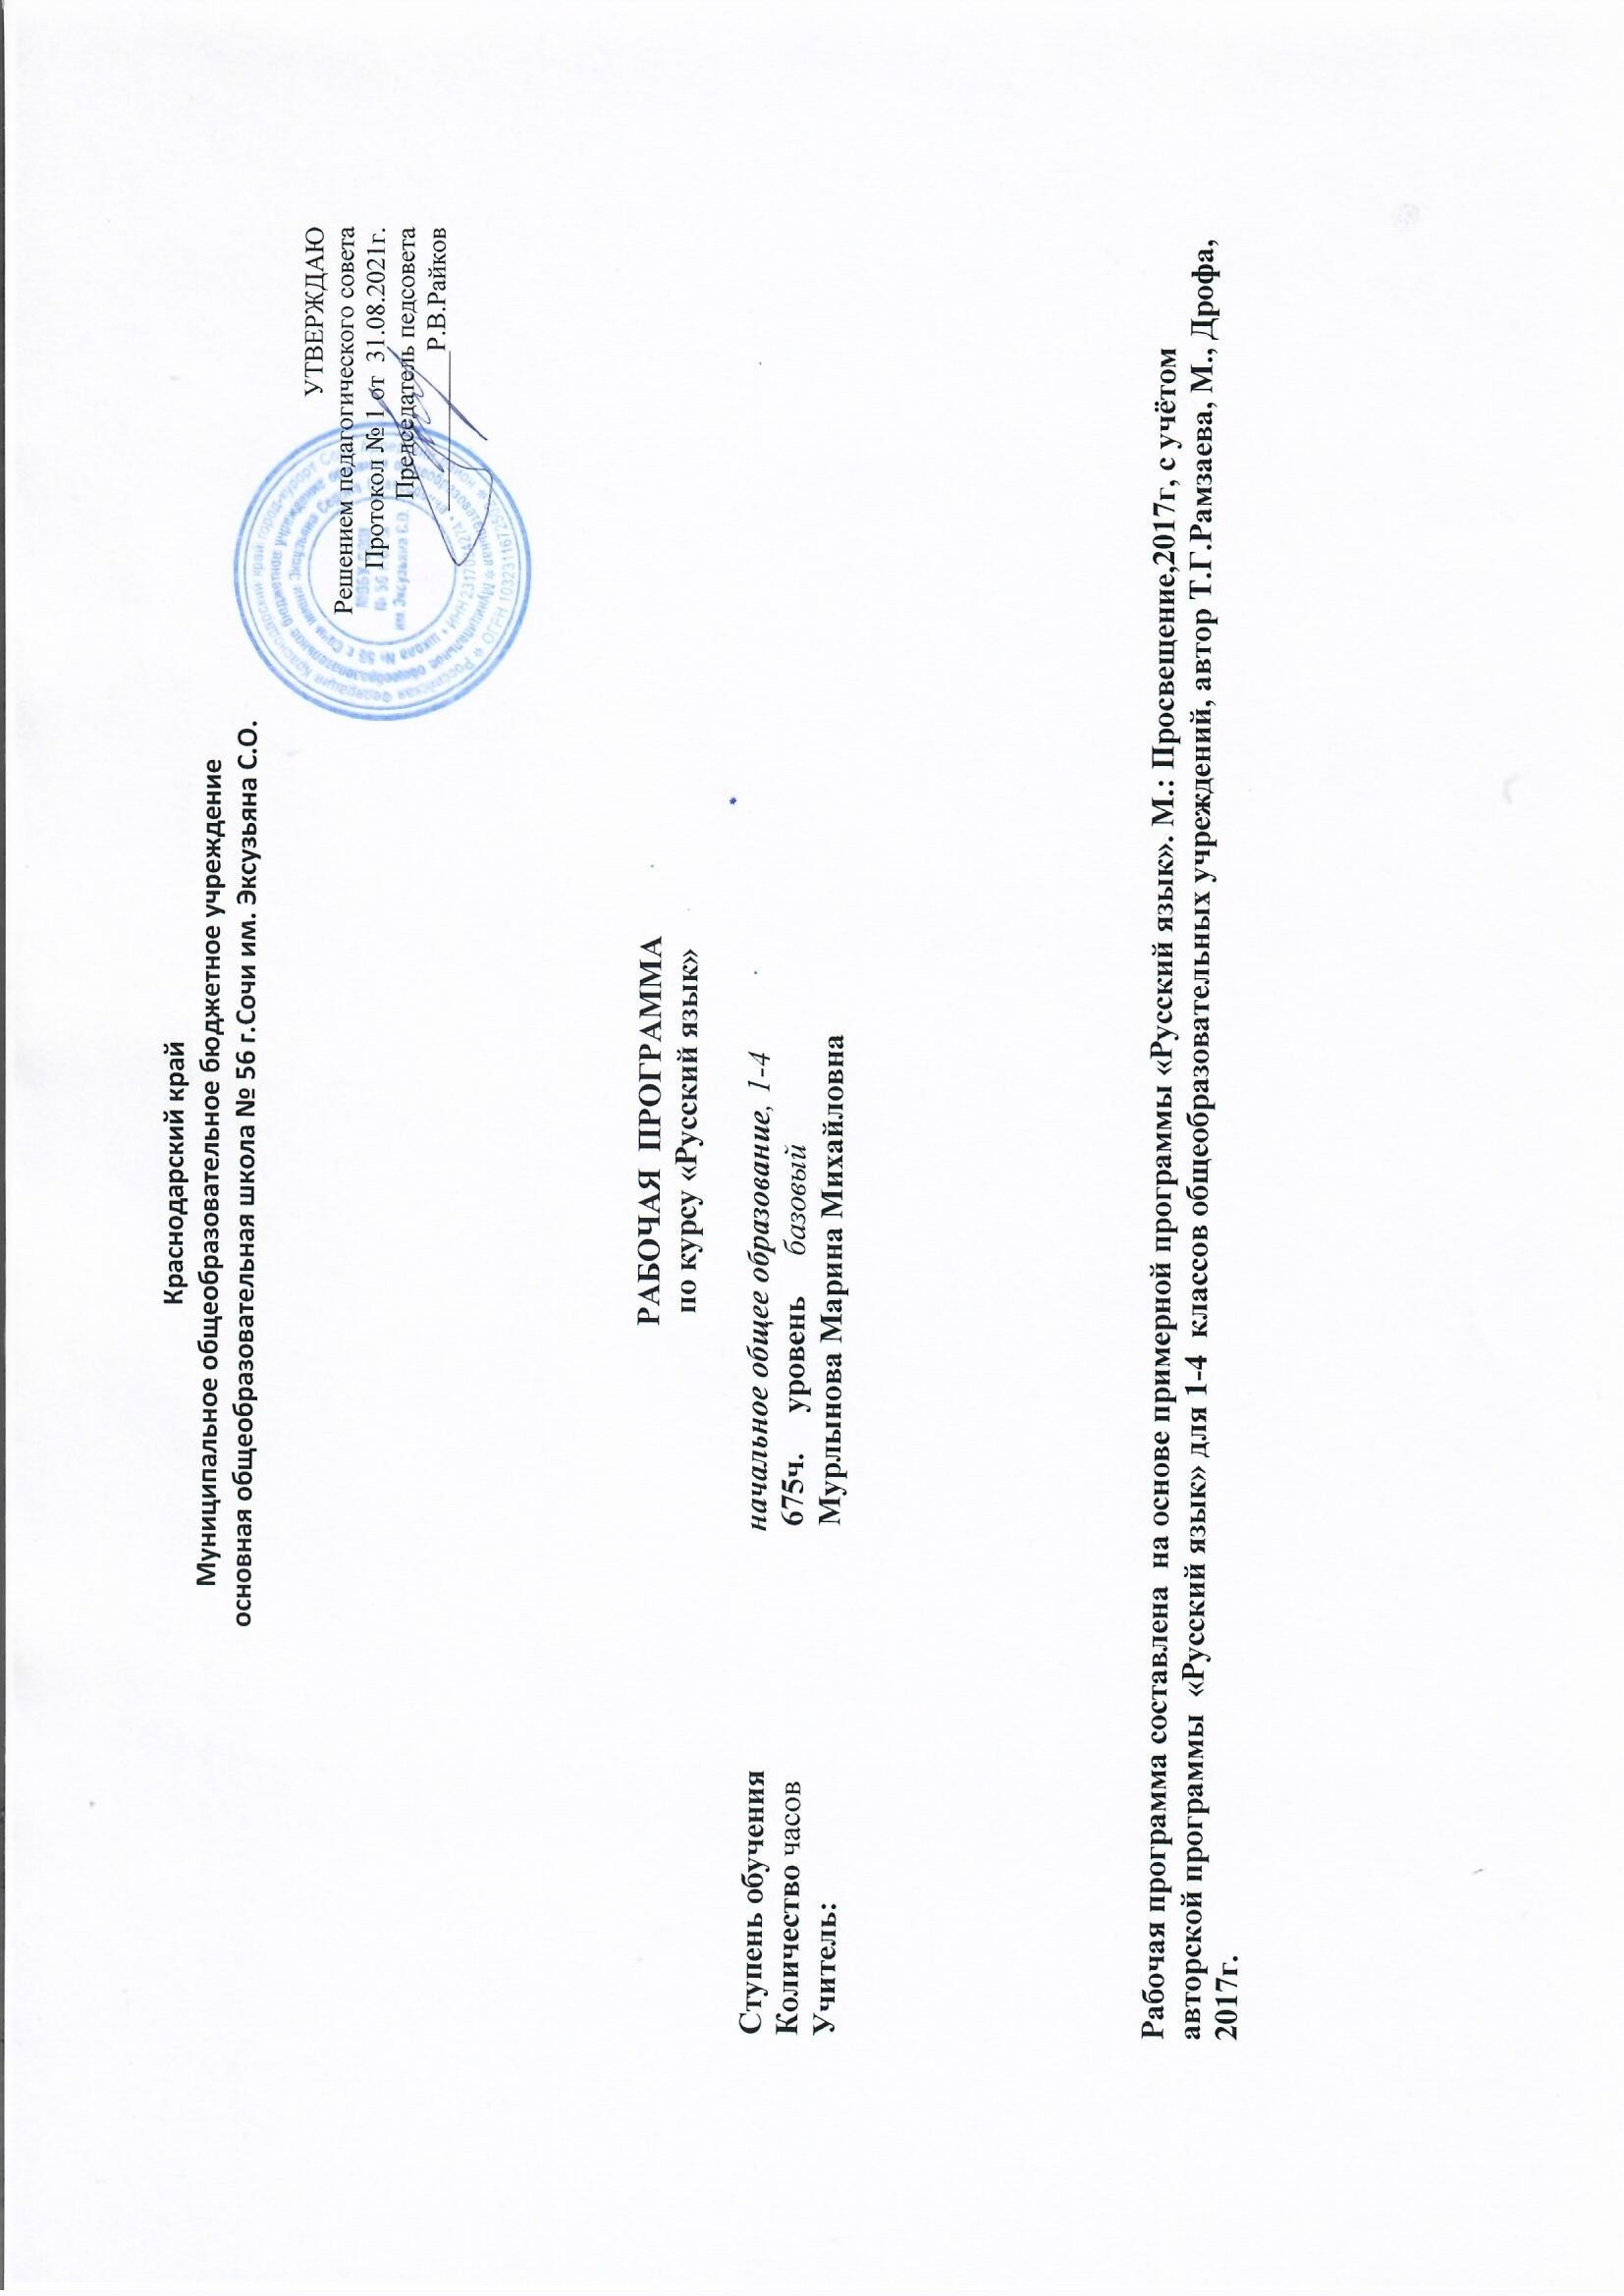 Краснодарский край
Муниципальное общеобразовательное бюджетное учреждение
основная общеобразовательная школа № 56 г.Сочи им. Эксузьяна С.О.
УТВЕРЖДАЮ
Решением педагогического совета
Протокол № 1 от 31.08.2021г.
Председатель педсовета
Р.В.Райков
РАБОЧАЯ ПРОГРАММА
по курсу «Русский язык»
Ступень обучения начальное общее образование, 1-4
Количество часов 675ч. уровень базовый
Учитель: Мурлынова Марина Михайловна
Рабочая программа составлена на основе примерной программы «Русский язык». М.: Просвещение,2017г, с учётом
авторской программы «Русский язык» для 1-4 классов общеобразовательных учреждений, автор Т.Г.Рамзаева, М., Дрофа,
2017г.